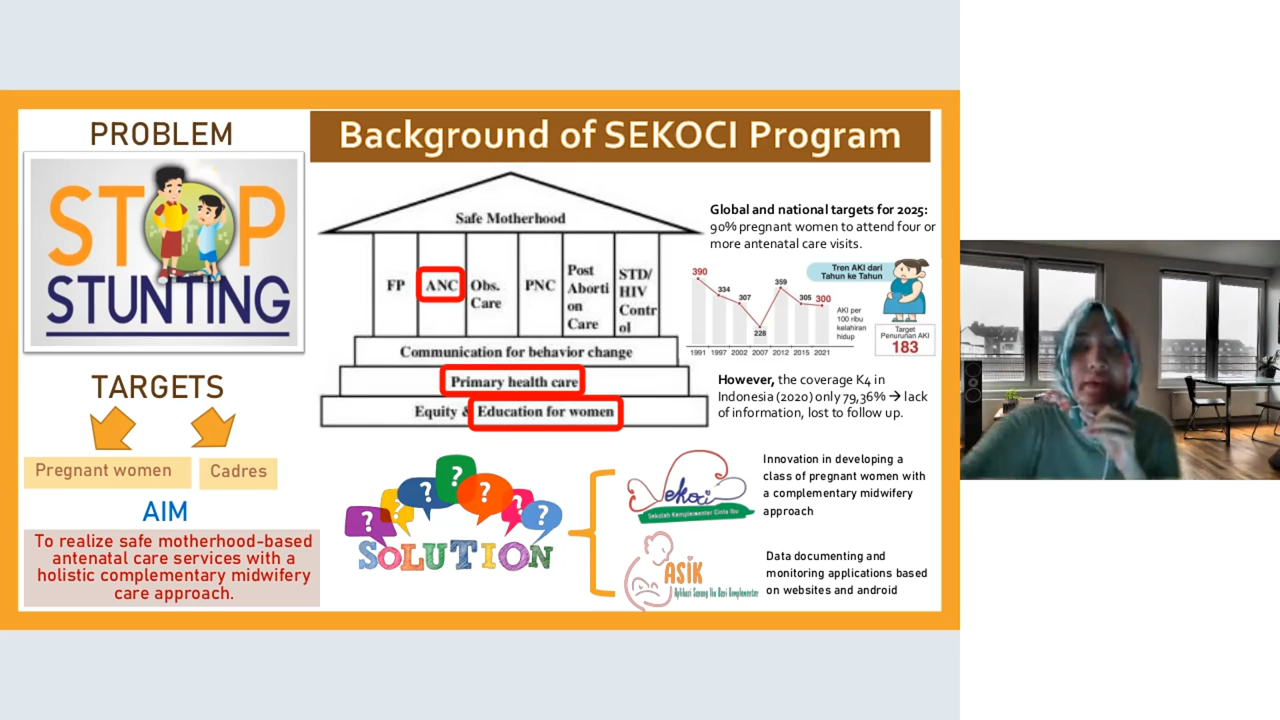 PROBLEM
STOP
STUNTING
TARGETS
Pregnant women
Cadres
AIM
To realize safe motherhood-based
antenatal care services with a
holistic complementary midwifery
care approach.
Background of SEKOCI Program
Safe Motherhood
FP
ANC
Obs.
Care
PNC
Post
Aborti
on
Care
STD/
HIV
Contr
ol
Communication for behavior change
Primary health care
Equity & Education for women
Global and national targets for 2025:
90% pregnant women to attend four or
more antenatal care visits.
Tren AKI dari
Tahun ke Tahun
390
334
307
228
359
305
300
AKI per
100 ribu
kelahiran
hidup
Target
Penurunan AKI
183
1991 1997 2002 2007 2012 2015 2021
However, the coverage K4 in
Indonesia (2020) only 79,36% → lack
of information, lost to follow up.
? ? ? ? ? ? ?
SOLUTION
Sekoci
Sekolah Komplementer Cinta Ibu
Innovation in developing a
class of pregnant women with
a complementary midwifery
approach
ASIK
Aplikasi Sayang Ibu Bayi Komplementer
Data documenting and
monitoring applications based
on websites and android